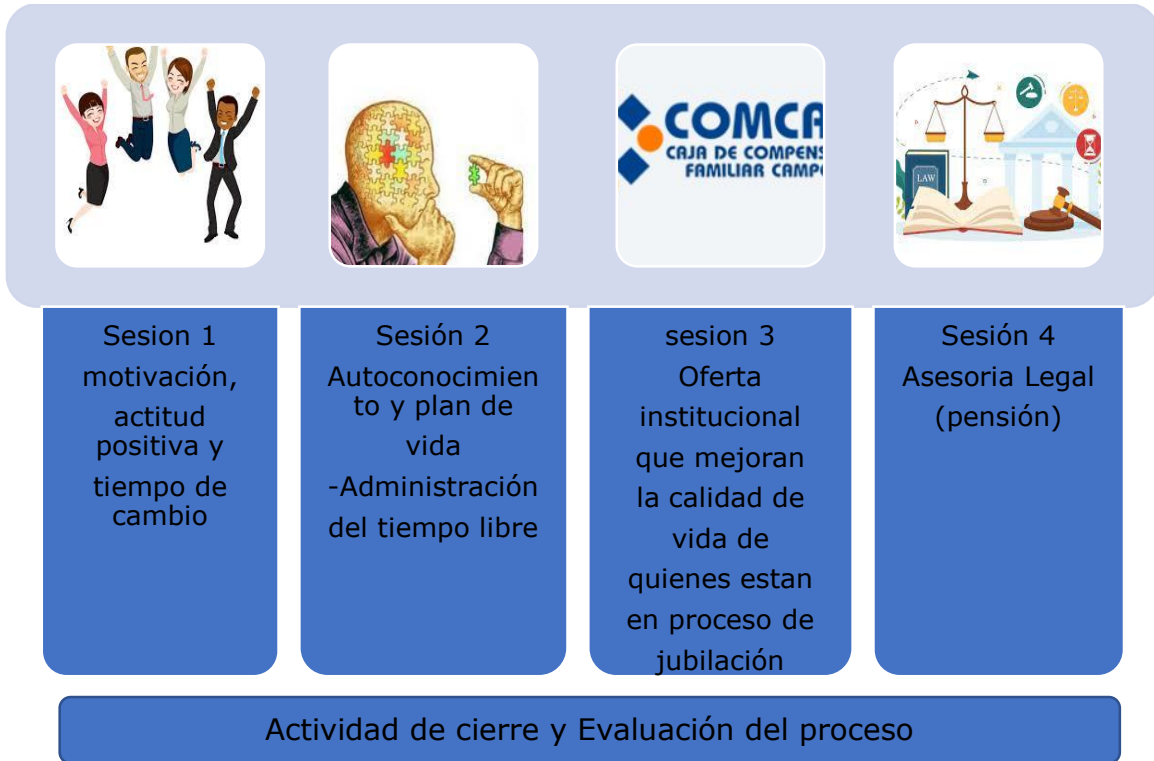 COMCA
CAJA DE COMPENS
FAMILIAR CAMPO
LAW
Sesion 1
motivación,
actitud
positiva y
tiempo de
cambio
Sesión 2
Autoconocimien
to y plan de
vida
-Administración
del tiempo libre
sesion 3
Oferta
institucional
que mejoran
la calidad de
vida de
quienes estan
en proceso de
jubilación
Sesión 4
Asesoria Legal
(pensión)
Actividad de cierre y Evaluación del proceso